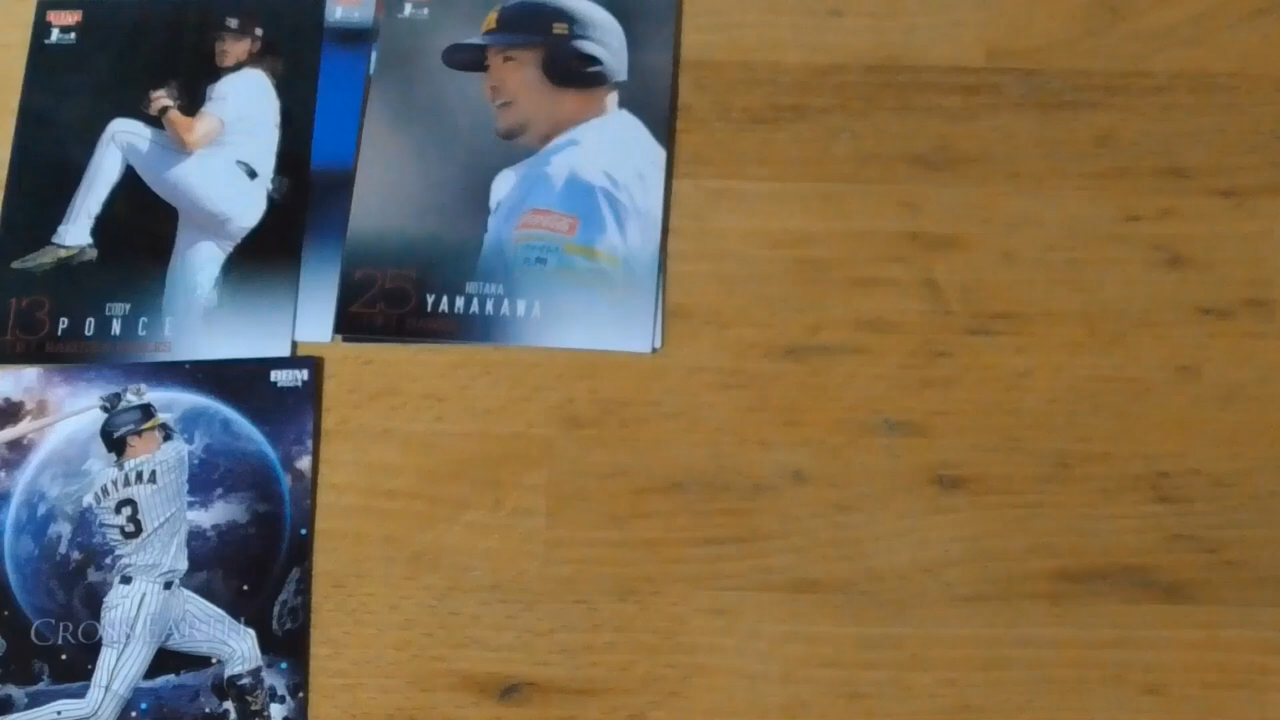 13
CODY
PONCE
25
HOTAKA
YAMAKAWA
BBM
OHYAMA
3
CROSS EARTH